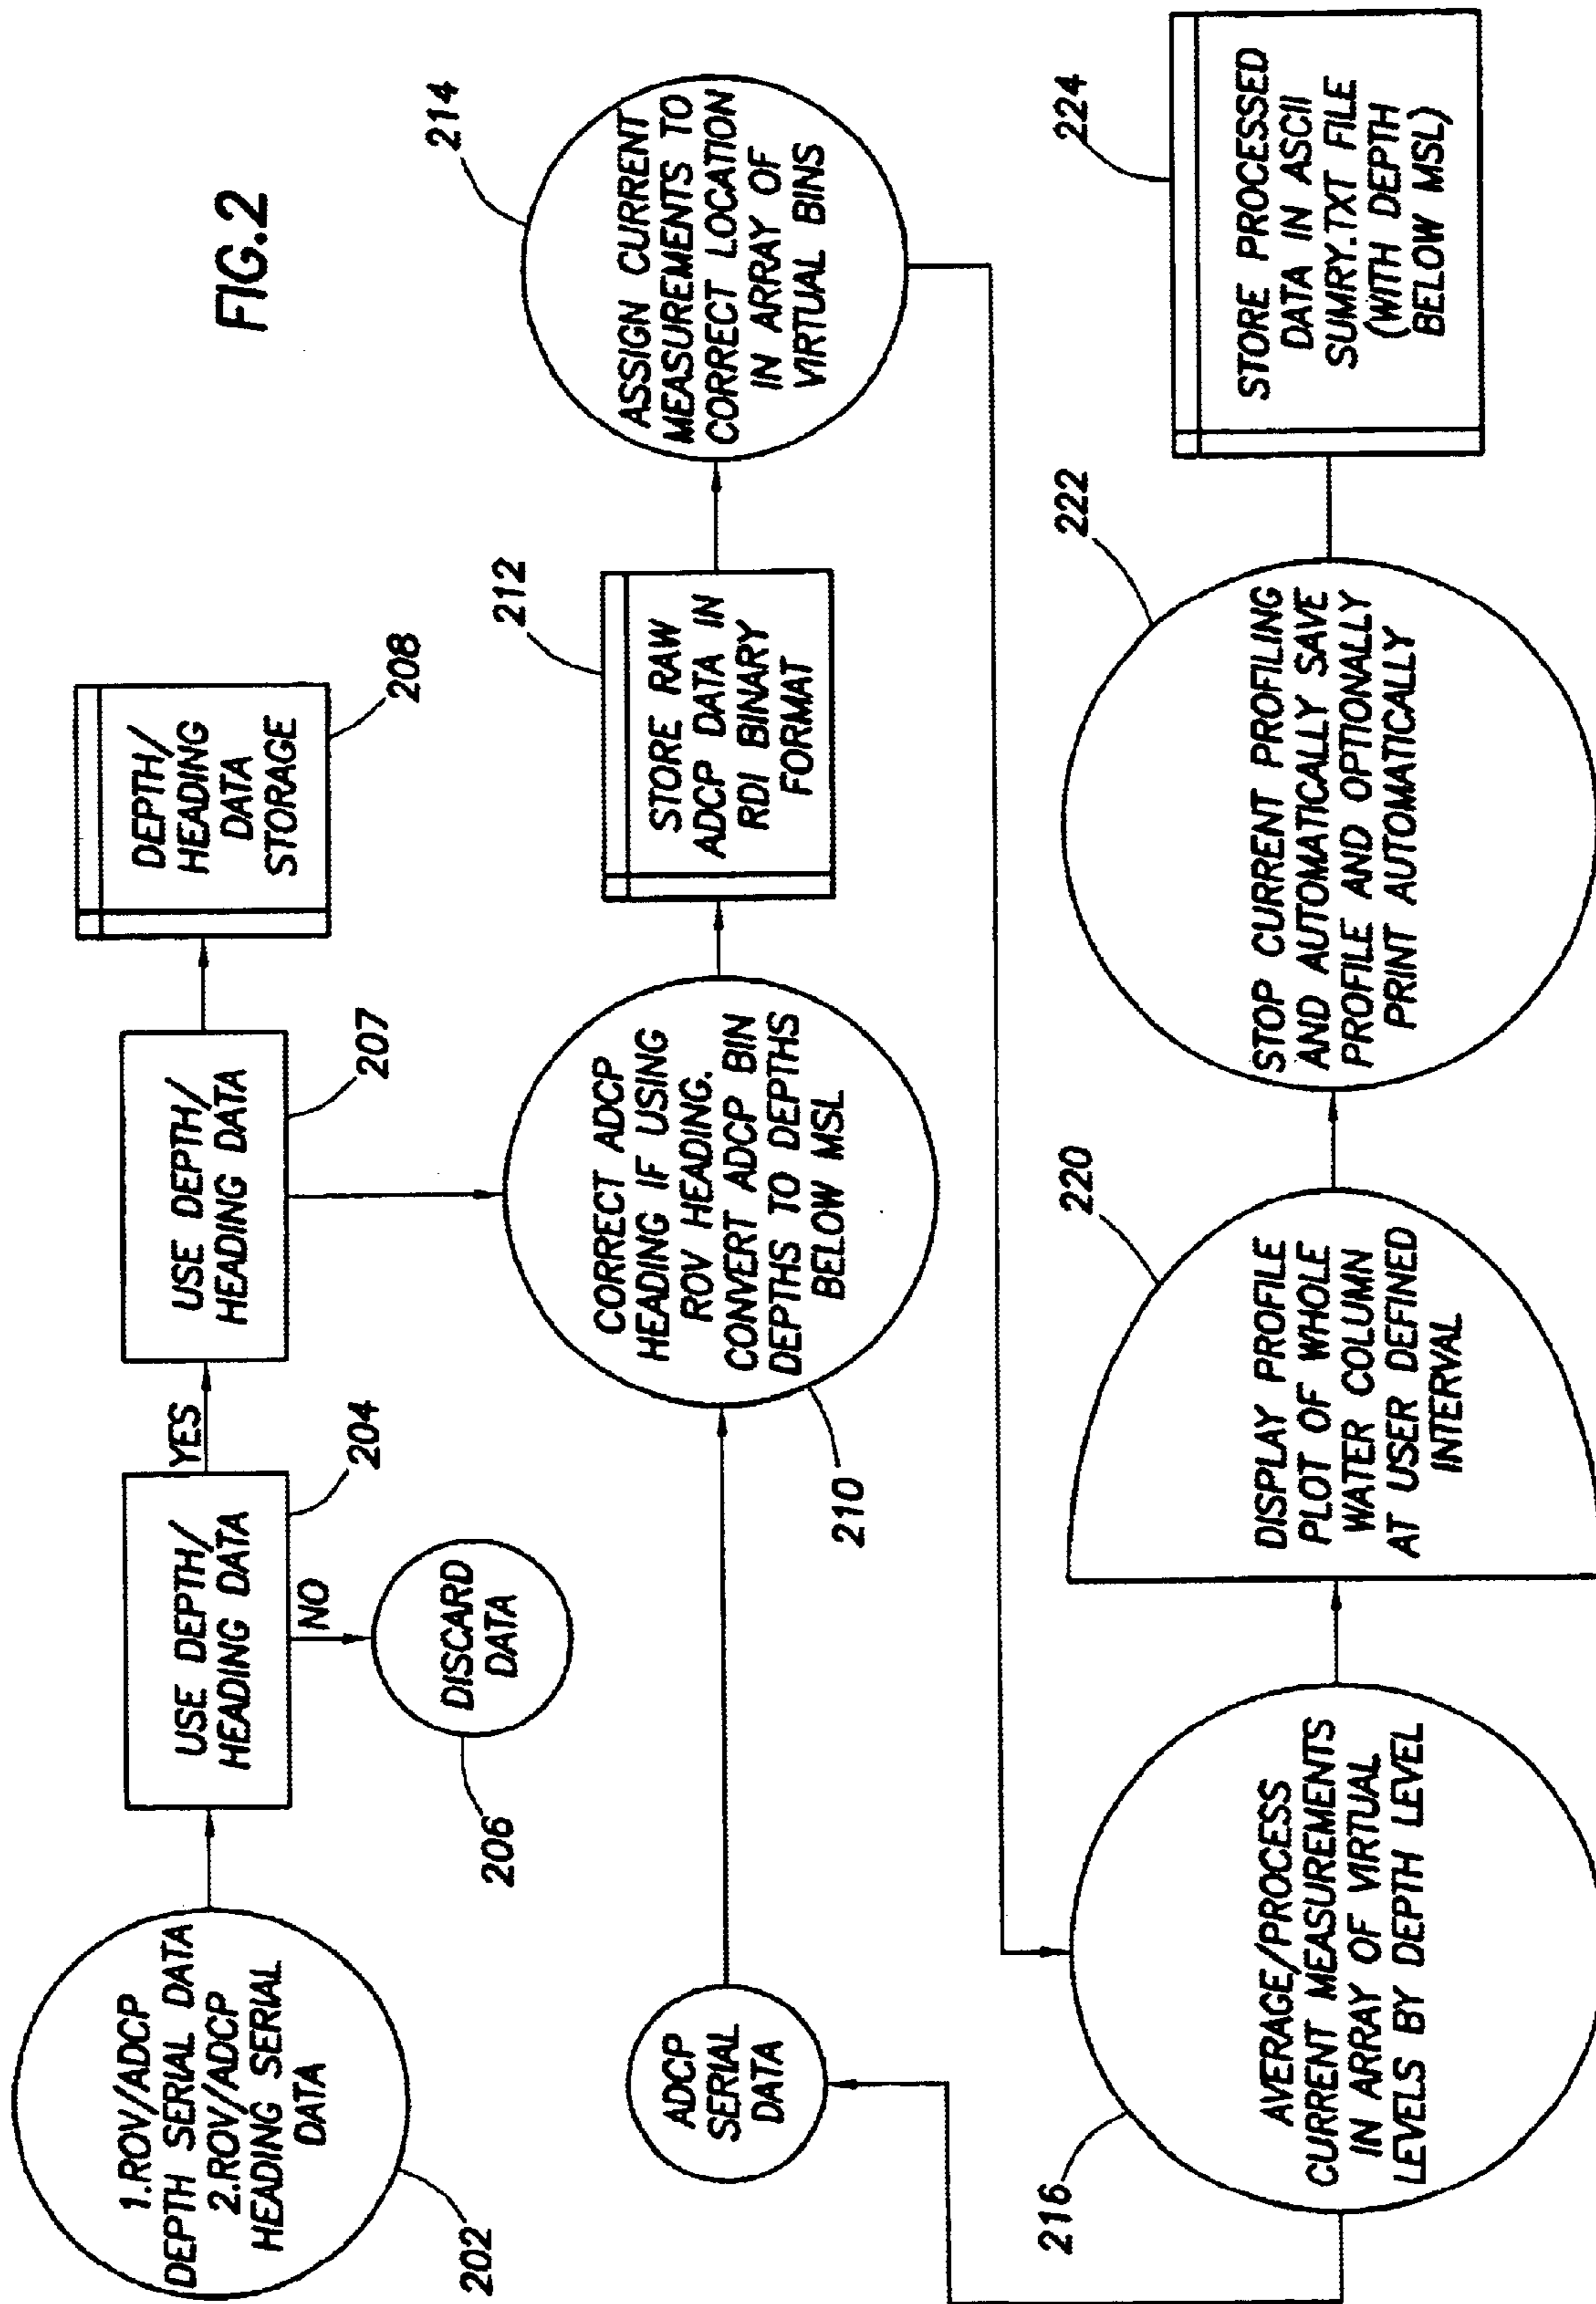 FIG.2
1.ROV/ADCP
DEPTH SERIAL DATA
2.ROV/ADCP
HEADING SERIAL
DATA
202
USE DEPTH/
HEADING DATA
204
YES
NO
DISCARD
DATA
206
USE DEPTH/
HEADING DATA
207
DEPTH/
HEADING
DATA
STORAGE
208
ADCP
SERIAL
DATA
CORRECT ADCP
HEADING IF USING
ROV HEADING.
CONVERT ADCP BIN
DEPTHS TO DEPTHS
BELOW MSL
210
STORE RAW
ADCP DATA IN
RDI BINARY
FORMAT
212
ASSIGN CURRENT
MEASUREMENTS TO
CORRECT LOCATION
IN ARRAY OF
VIRTUAL BINS
214
AVERAGE/PROCESS
CURRENT MEASUREMENTS
IN ARRAY OF VIRTUAL
LEVELS BY DEPTH LEVEL
216
DISPLAY PROFILE
PLOT OF WHOLE
WATER COLUMN
AT USER DEFINED
INTERVAL
220
STOP CURRENT PROFILING
AND AUTOMATICALLY SAVE
PROFILE AND OPTIONALLY
PRINT AUTOMATICALLY
222
STORE PROCESSED
DATA IN ASCII
SUMRY.TXT FILE
(WITH DEPTH
BELOW MSL)
224